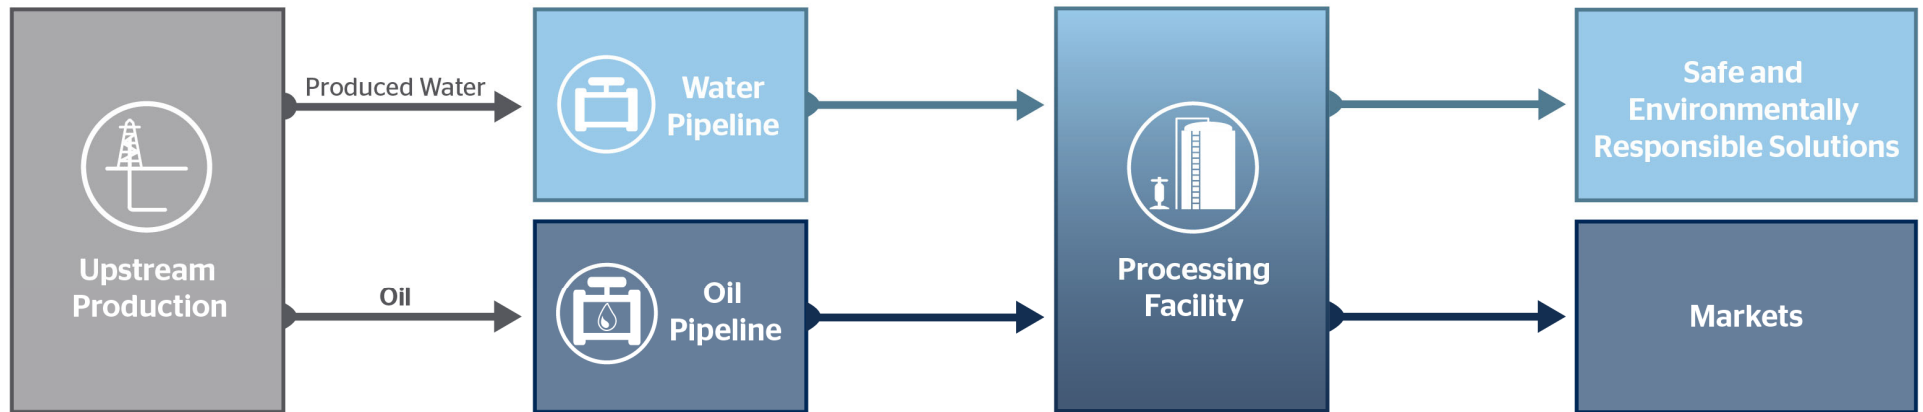 Upstream
Production
Produced Water
Oil
Water
Pipeline
Oil
Pipeline
Processing
Facility
Safe and
Environmentally
Responsible Solutions
Markets